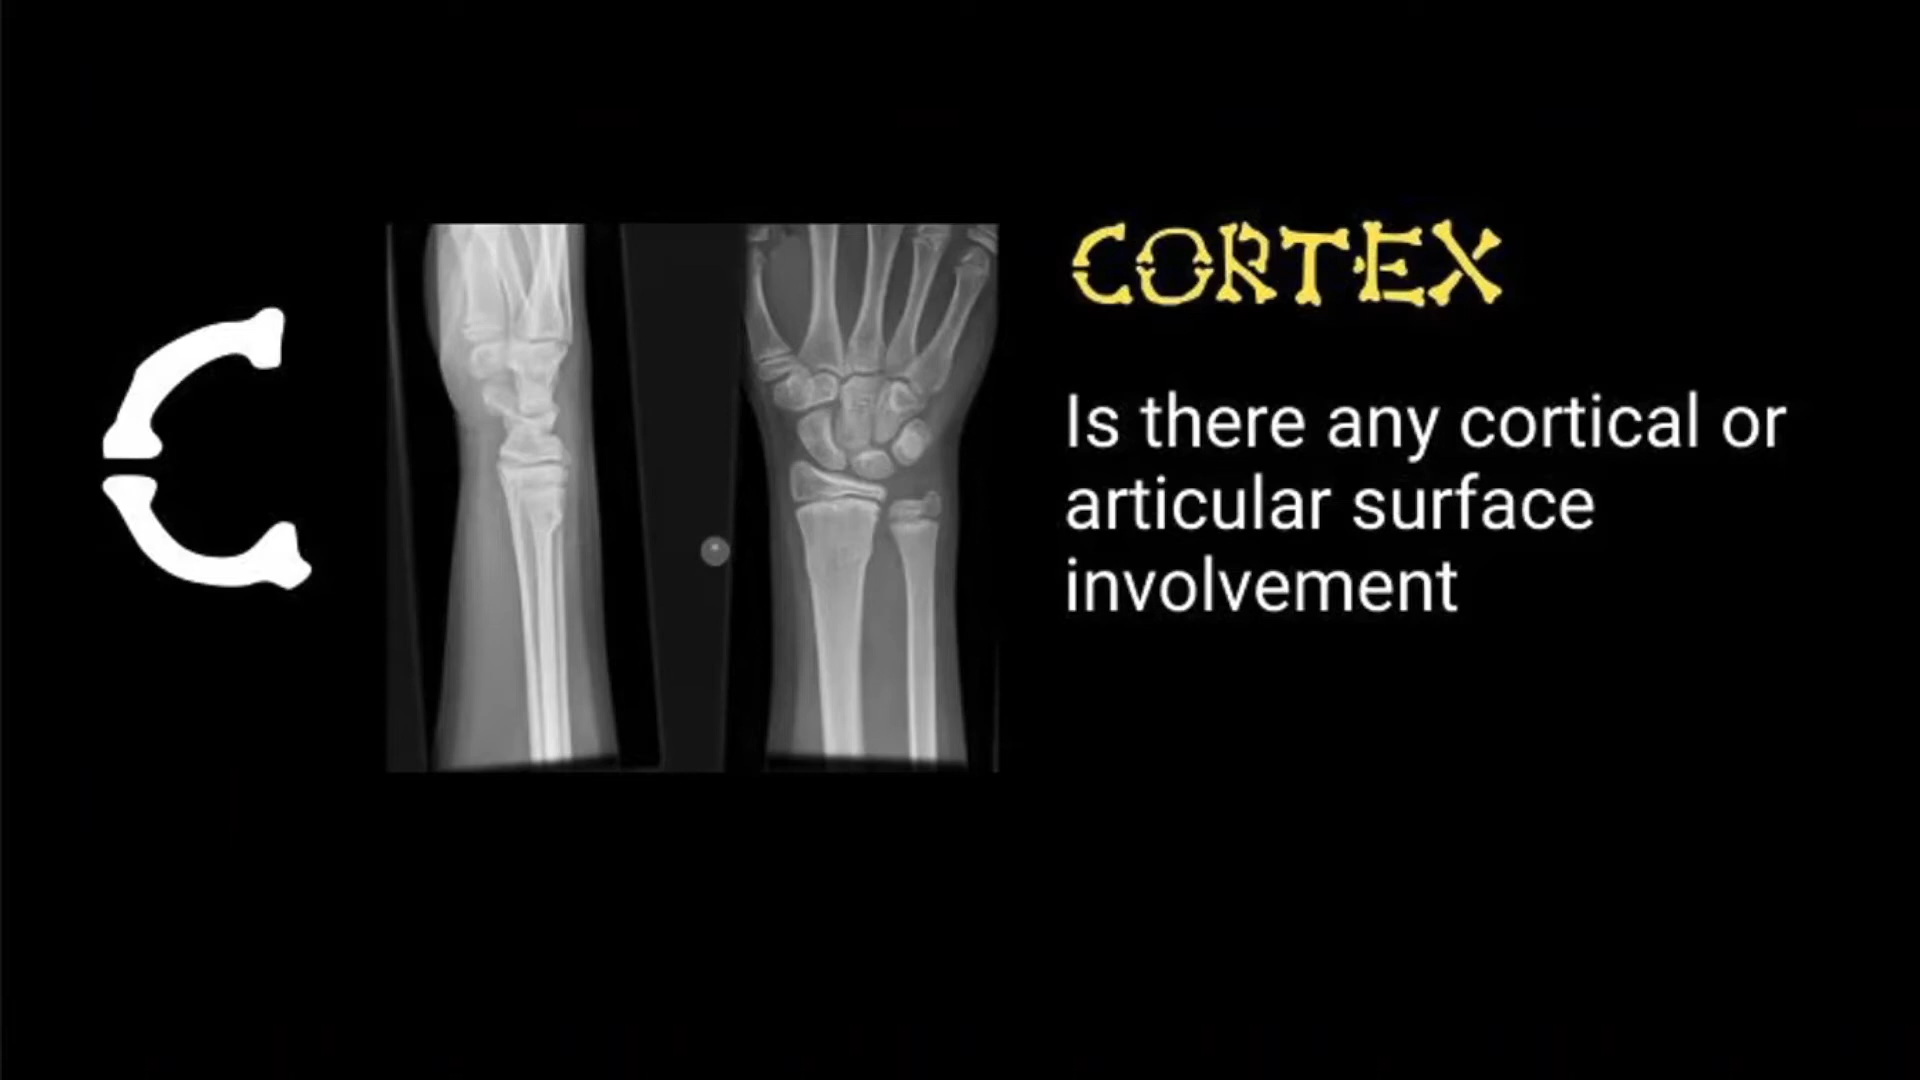 C
CORTEX
Is there any cortical or
articular surface
involvement